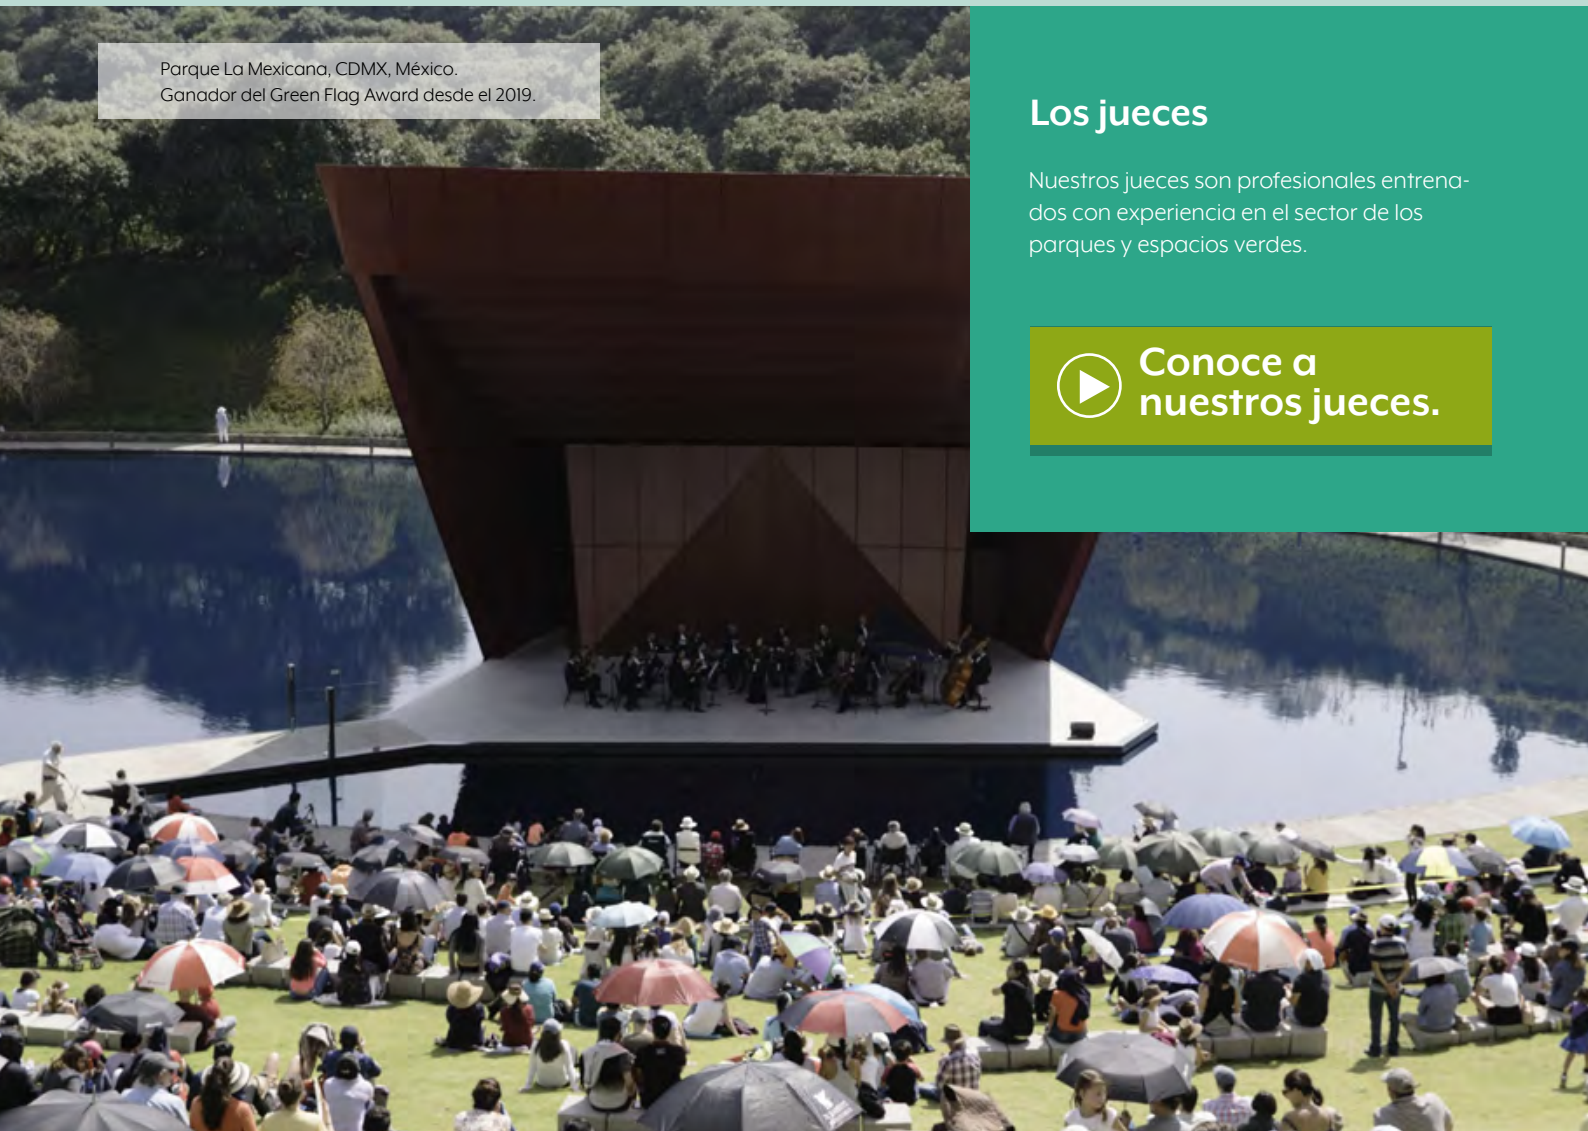 Parque La Mexicana, CDMX, México.
Ganador del Green Flag Award desde el 2019.
Los jueces
Nuestros jueces son profesionales entrena-
dos con experiencia en el sector de los
parques y espacios verdes.
Conoce a
nuestros jueces.